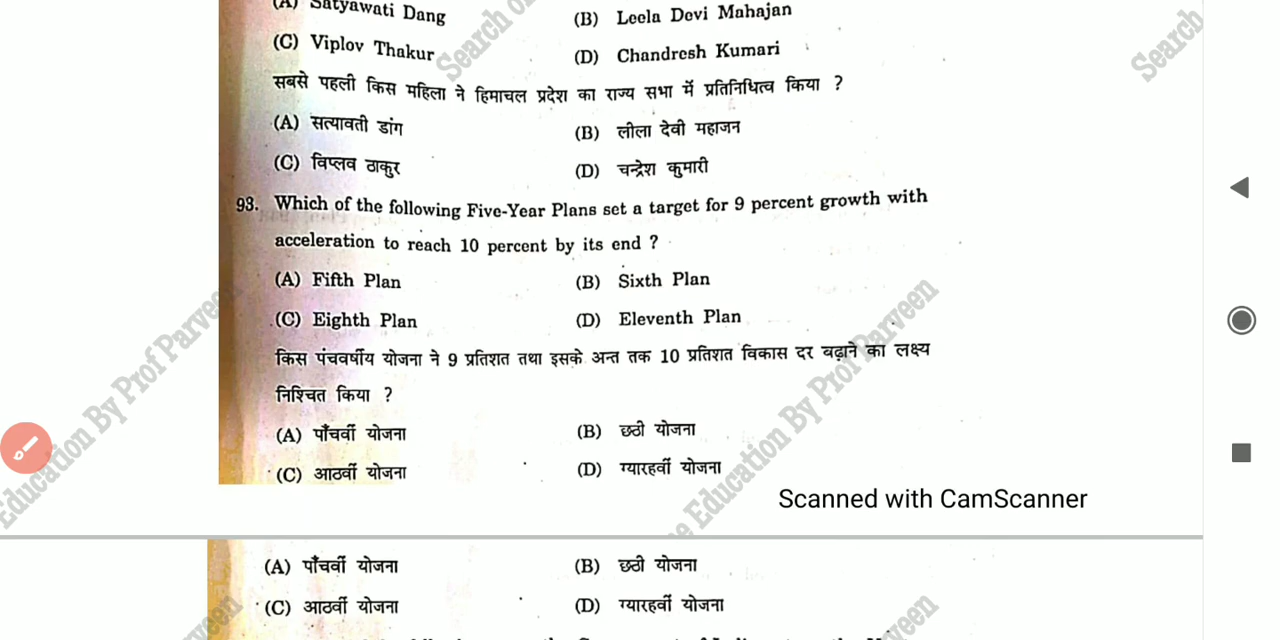 (A) Satyawati Dang (B) Leela Devi Mahajan
(C) Viplov Thakur (D) Chandresh Kumari
सबसे पहली किस महिला ने हिमाचल प्रदेश का राज्य सभा में प्रतिनिधित्व किया ?
(A) सत्यावती डांग (B) लीला देवी महाजन
(C) विप्लव ठाकुर (D) चन्द्रेश कुमारी
93. Which of the following Five-Year Plans set a target for 9 percent growth with
acceleration to reach 10 percent by its end ?
(A) Fifth Plan (B) Sixth Plan
(C) Eighth Plan (D) Eleventh Plan
किस पंचवर्षीय योजना ने 9 प्रतिशत तथा इसके अन्त तक 10 प्रतिशत विकास दर बढ़ाने का लक्ष्य
निश्चित किया ?
(A) पाँचवीं योजना (B) छठी योजना
(C) आठवीं योजना (D) ग्यारहवीं योजना
Scanned with CamScanner
(A) पाँचवीं योजना (B) छठी योजना
(C) आठवीं योजना (D) ग्यारहवीं योजना
Search
Search
Education By Prof Parveen
Education By Prof Parveen